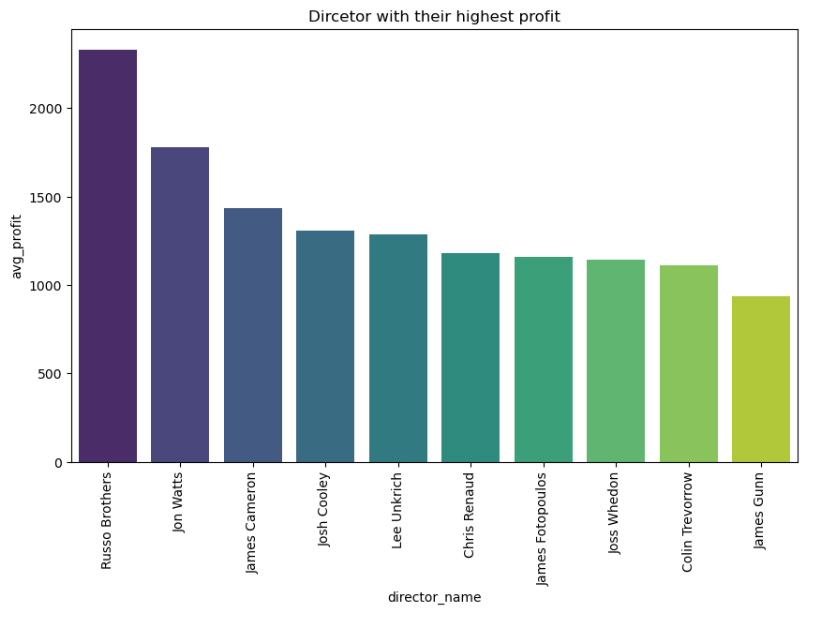 Dircetor with their highest profit
avg_profit
2000
1500
1000
500
0
Russo Brothers
Jon Watts
James Cameron
Josh Cooley
Lee Unkrich
Chris Renaud
James Fotopoulos
Joss Whedon
Colin Trevorrow
James Gunn
director_name